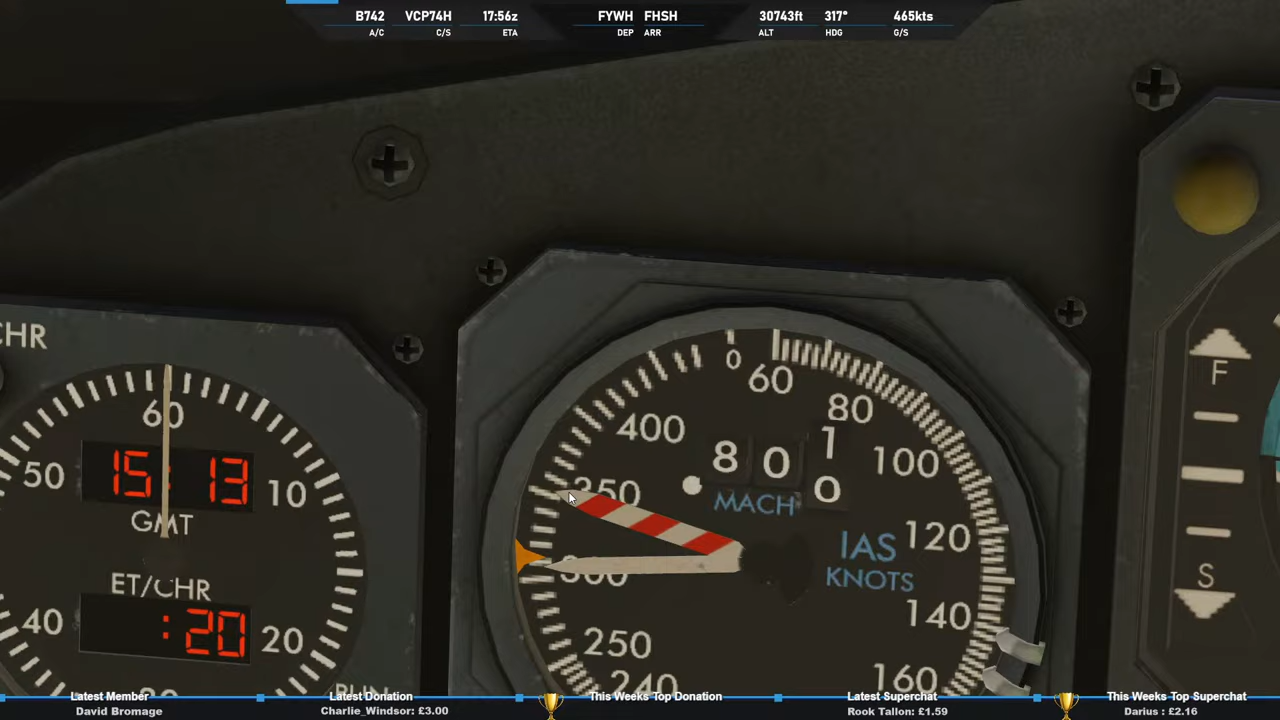 B742 VCP74H 17:56z FYWH FHSH 30743ft 317° 465kts
A/C C/S ETA DEP ARR ALT HDG G/S
CHR
60
50 15:13 10
GMT
ET/CHR
40 :20 20
0
60
400 80
8 0 1 0 100
350
MACH
IAS 120
KNOTS
300
140
250
240 160
F
S
Latest Member Latest Donation This Weeks Top Donation Latest Superchat This Weeks Top Superchat
David Bromage Charlie_Windsor: £3.00 Rook Tallon: £1.59 Darius : £2.16